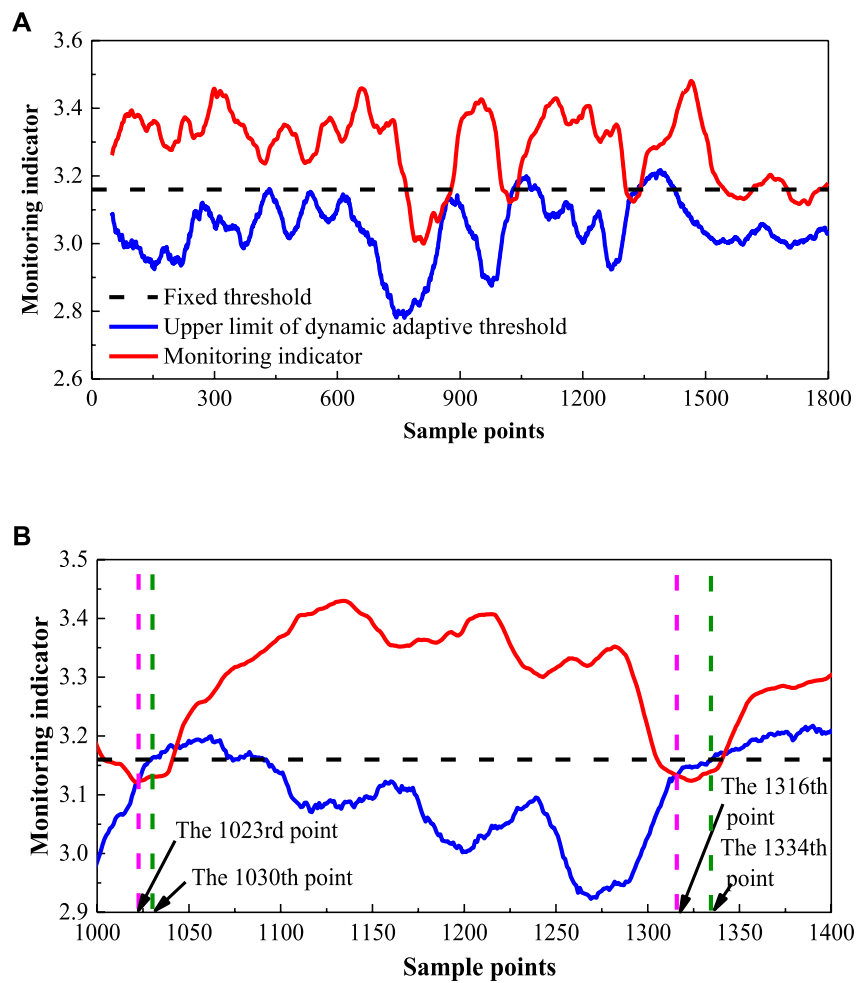 A
3.6
3.4
3.2
3.0
2.8
2.6
Monitoring indicator
Fixed threshold
Upper limit of dynamic adaptive threshold
Monitoring indicator
0 300 600 900 1200 1500 1800
Sample points
B
3.5
3.4
3.3
3.2
3.1
3.0
2.9
Monitoring indicator
The 1023rd point
The 1030th point
The 1316th
point
The 1334th
point
1000 1050 1100 1150 1200 1250 1300 1350 1400
Sample points